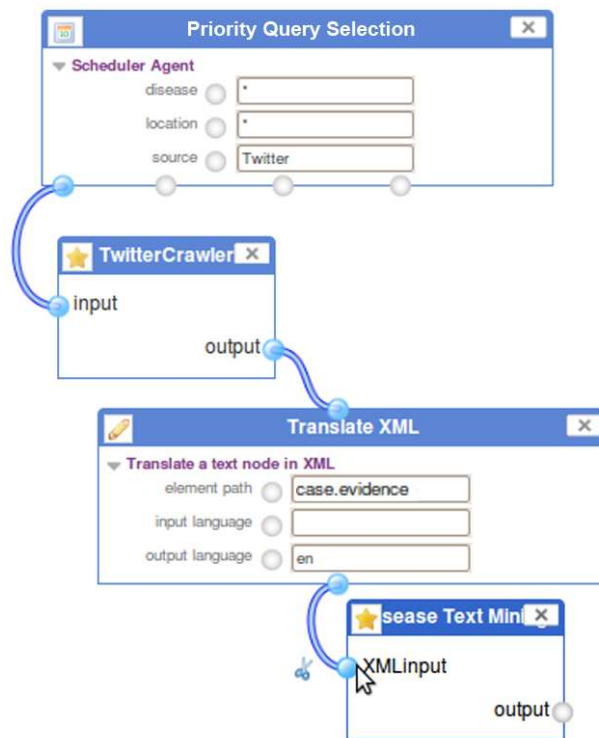 Priority Query Selection
Scheduler Agent
disease *
location *
source Twitter
TwitterCrawler
input
output
Translate XML
Translate a text node in XML
element path case.evidence
input language
output language en
sease Text Min
XMLinput
output